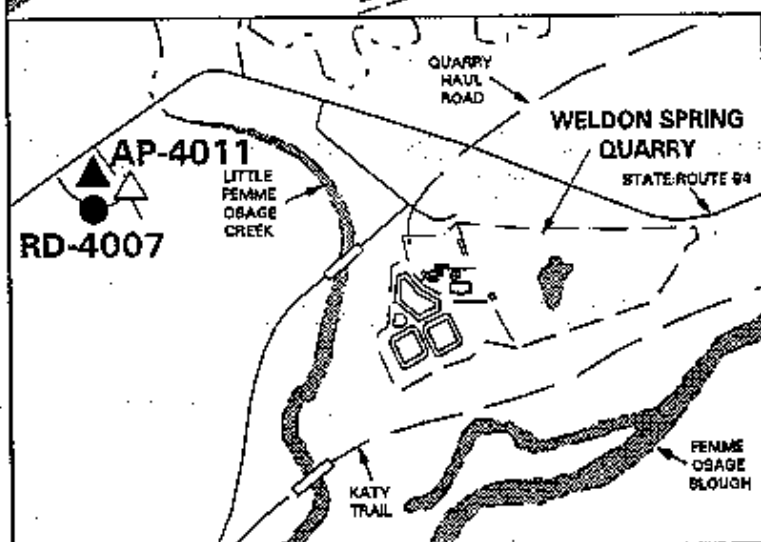 QUARRY
HAUL
ROAD
WELDON SPRING
QUARRY
STATE ROUTE 94
AP-4011
LITTLE
FEMME
OSAGE
CREEK
RD-4007
KATY
TRAIL
FEMME
OSAGE
SLOUGH